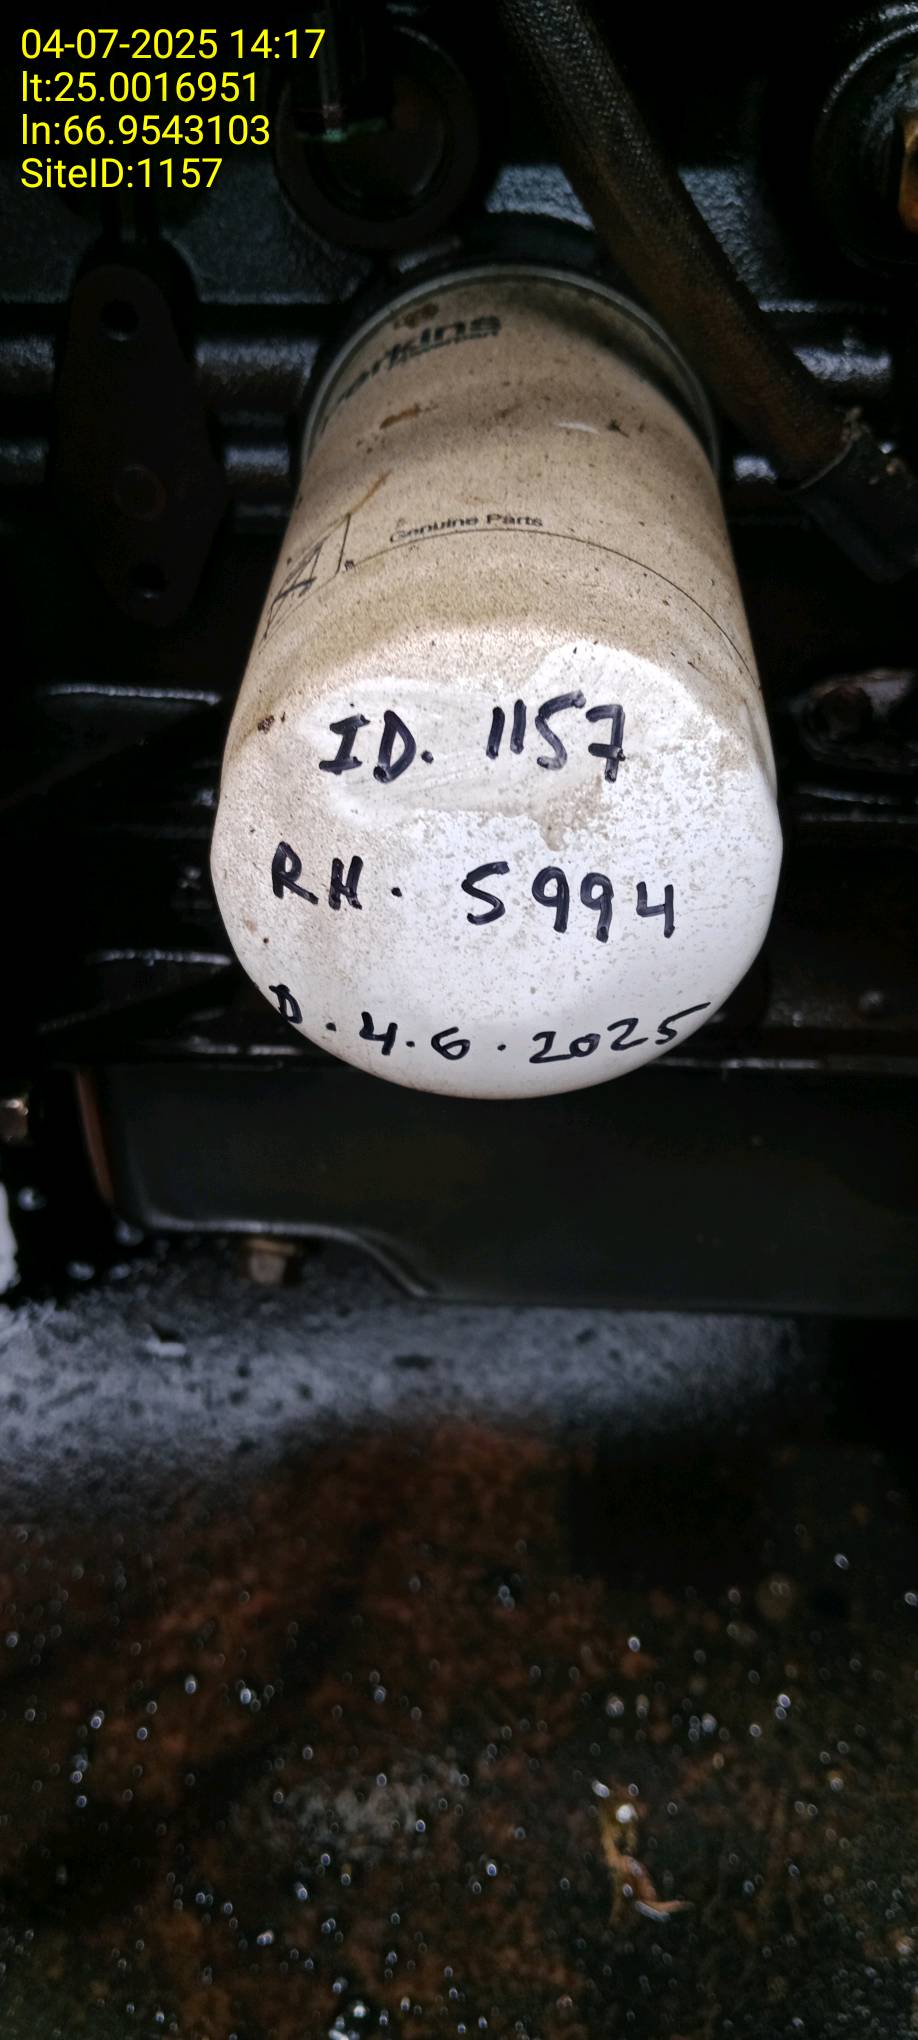 04-07-2025 14:17
lt:25.0016951
ln:66.9543103
SiteID:1157
Perkins
Genuine Parts
ID. 1157
RH. 5994
D. 4.6.2025